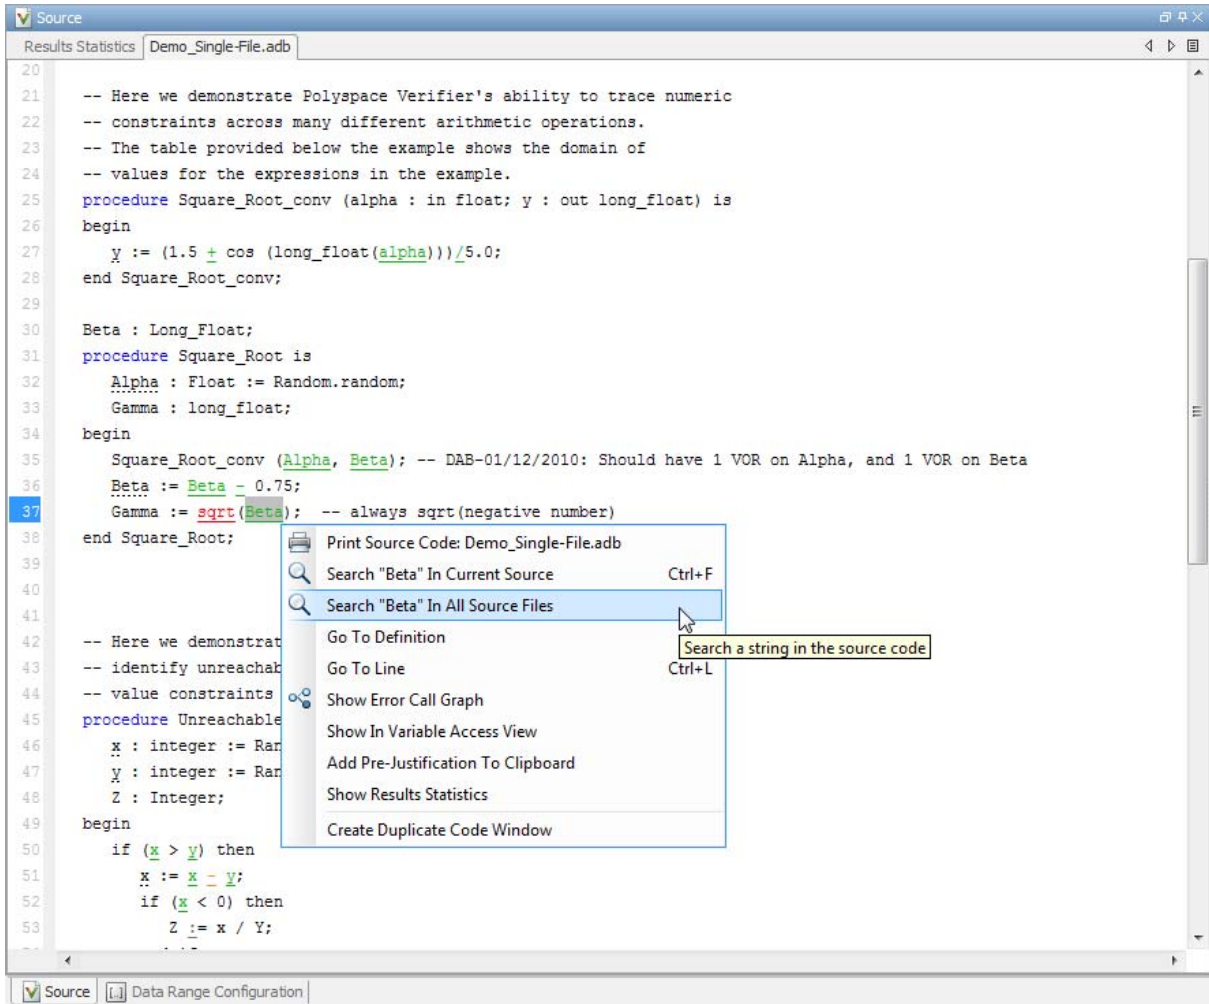 Source
Results Statistics Demo_Single-File.adb
20
21 -- Here we demonstrate Polyspace Verifier's ability to trace numeric
22 -- constraints across many different arithmetic operations.
23 -- The table provided below the example shows the domain of
24 -- values for the expressions in the example.
25 procedure Square_Root_conv (alpha : in float; y : out long_float) is
26 begin
27 y := (1.5 + cos (long_float(alpha)))/5.0;
28 end Square_Root_conv;
29
30 Beta : Long_Float;
31 procedure Square_Root is
32 Alpha : Float := Random.random;
33 Gamma : long_float;
34 begin
35 Square_Root_conv (Alpha, Beta); -- DAB-01/12/2010: Should have 1 VOR on Alpha, and 1 VOR on Beta
36 Beta := Beta - 0.75;
37 Gamma := sqrt(Beta); -- always sqrt(negative number)
38 end Square_Root;
39
40
41
42 -- Here we demonstrat
43 -- identify unreachab
44 -- value constraints
45 procedure Unreachable
46 x : integer := Ran
47 y : integer := Ran
48 Z : Integer;
49 begin
50 if (x > y) then
51 x := x - y;
52 if (x < 0) then
53 Z := x / Y;
Print Source Code: Demo_Single-File.adb
Search "Beta" In Current Source Ctrl+F
Search "Beta" In All Source Files
Go To Definition
Search a string in the source code
Go To Line Ctrl+L
Show Error Call Graph
Show In Variable Access View
Add Pre-Justification To Clipboard
Show Results Statistics
Create Duplicate Code Window
Source [..] Data Range Configuration